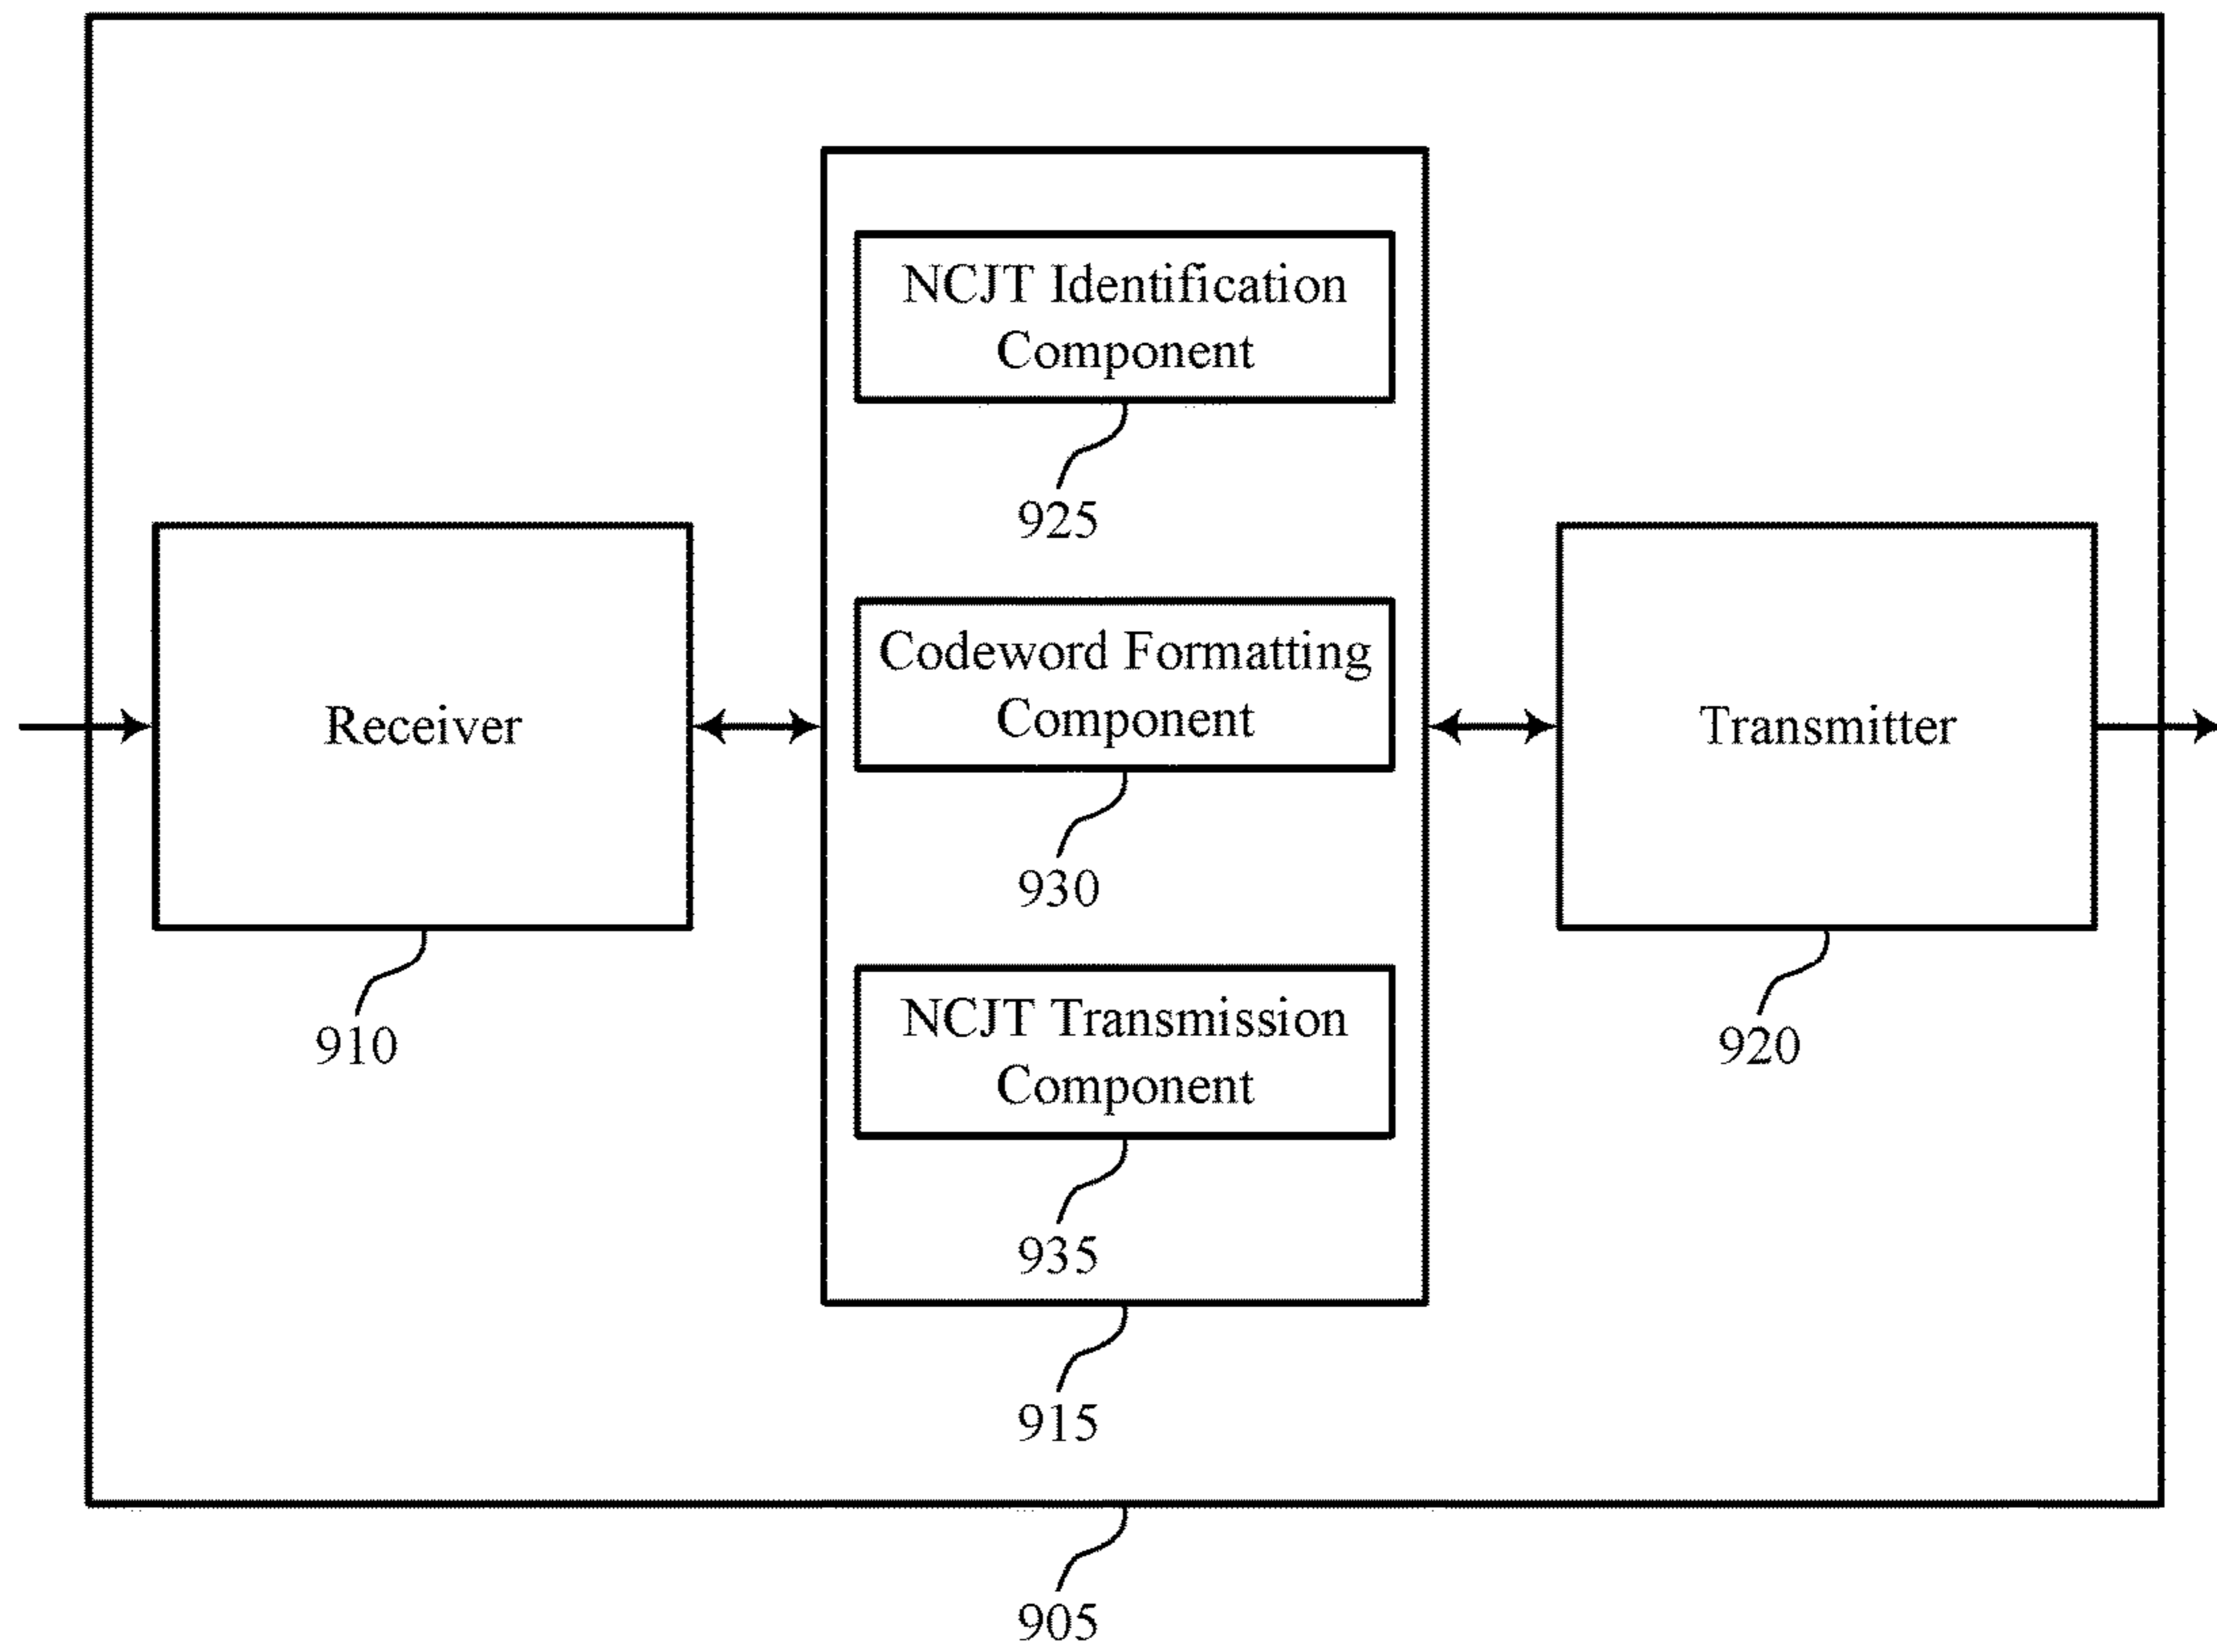 NCJT Identification
Component
925
Receiver
910
Codeword Formatting
Component
930
NCJT Transmission
Component
935
915
Transmitter
920
905